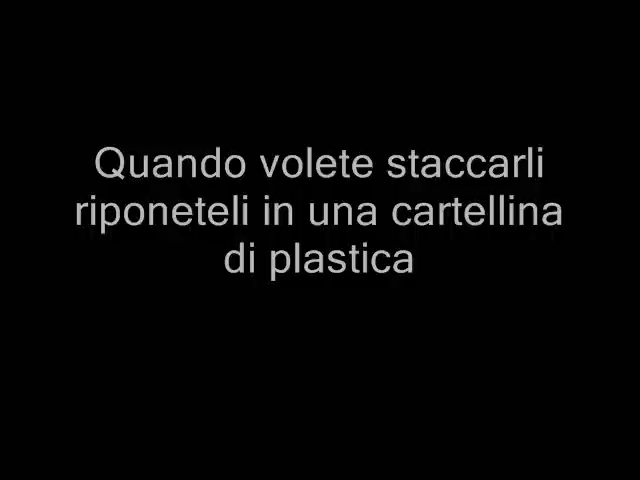 Quando volete staccarli
riponeteli in una cartellina
di plastica